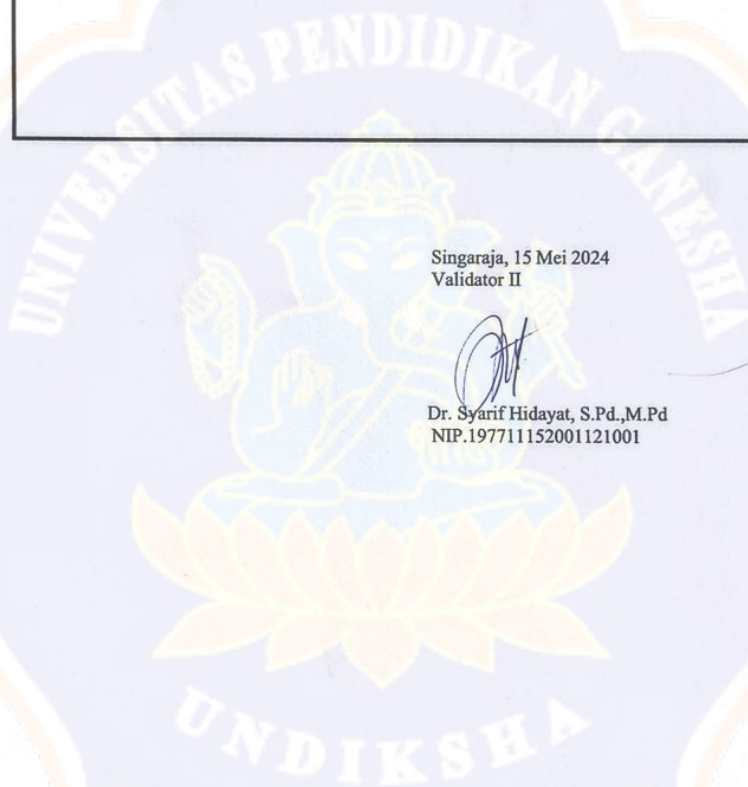 UNIVERSITAS PENDIDIKAN GANESHA
Singaraja, 15 Mei 2024
Validator II
Dr. Syarif Hidayat, S.Pd.,M.Pd
NIP.197711152001121001
UNDIKSHA